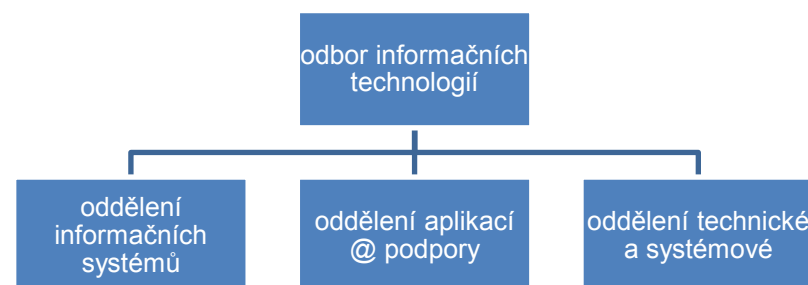 odbor informačních
technologií
oddělení
informačních
systémů
oddělení aplikací
@ podpory
oddělení technické
a systémové